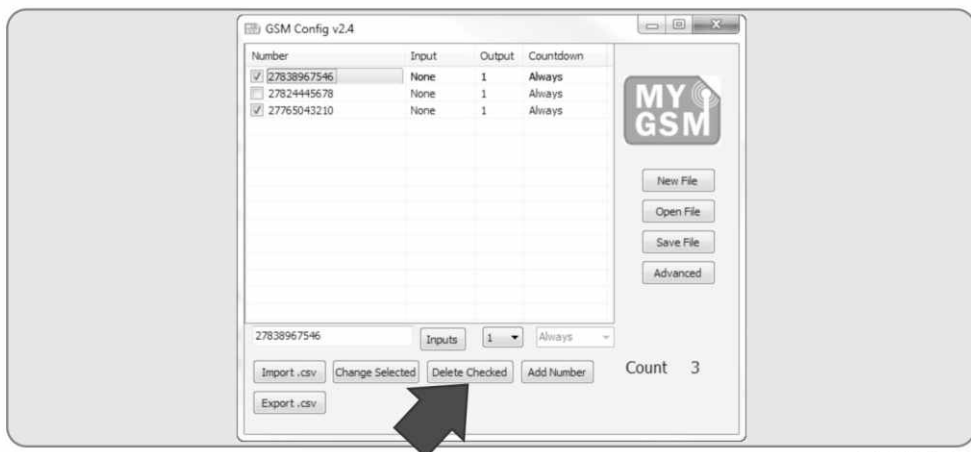 GSM Config v2.4
Number Input Output Countdown
27838967546 None 1 Always
27824445678 None 1 Always
27765043210 None 1 Always
MY
GSM
New File
Open File
Save File
Advanced
27838967546 Inputs 1 Always
Import .csv Change Selected Delete Checked Add Number Count 3
Export .csv